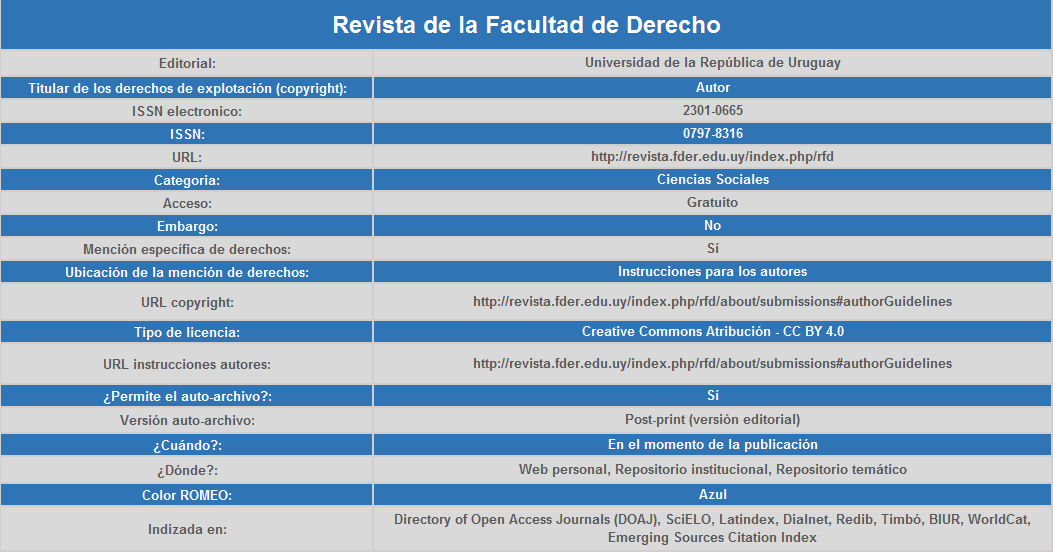 Revista de la Facultad de Derecho
Editorial: Universidad de la República de Uruguay
Titular de los derechos de explotación (copyright): Autor
ISSN electronico: 2301-0665
ISSN: 0797-8316
URL: http://revista.fder.edu.uy/index.php/rfd
Categoria: Ciencias Sociales
Acceso: Gratuito
Embargo: No
Mención específica de derechos: Sí
Ubicación de la mención de derechos: Instrucciones para los autores
URL copyright: http://revista.fder.edu.uy/index.php/rfd/about/submissions#authorGuidelines
Tipo de licencia: Creative Commons Atribución - CC BY 4.0
URL instrucciones autores: http://revista.fder.edu.uy/index.php/rfd/about/submissions#authorGuidelines
¿Permite el auto-archivo?: Sí
Versión auto-archivo: Post-print (versión editorial)
¿Cuándo?: En el momento de la publicación
¿Dónde?: Web personal, Repositorio institucional, Repositorio temático
Color ROMEO: Azul
Indizada en: Directory of Open Access Journals (DOAJ), SciELO, Latindex, Dialnet, Redib, Timbó, BIUR, WorldCat,
Emerging Sources Citation Index